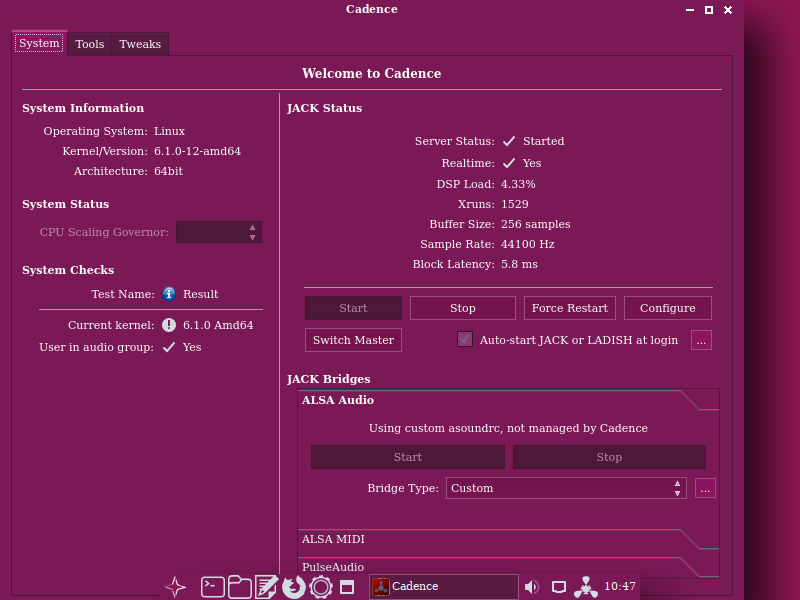 Cadence
System Tools Tweaks
Welcome to Cadence
System Information
Operating System: Linux
Kernel/Version: 6.1.0-12-amd64
Architecture: 64bit
System Status
CPU Scaling Governor:
System Checks
Test Name: Result
Current kernel: 6.1.0 Amd64
User in audio group: Yes
JACK Status
Server Status: Started
Realtime: Yes
DSP Load: 4.33%
Xruns: 1529
Buffer Size: 256 samples
Sample Rate: 44100 Hz
Block Latency: 5.8 ms
Start Stop Force Restart Configure
Switch Master Auto-start JACK or LADISH at login ...
JACK Bridges
ALSA Audio
Using custom asoundrc, not managed by Cadence
Start Stop
Bridge Type: Custom ...
ALSA MIDI
PulseAudio
Cadence 10:47